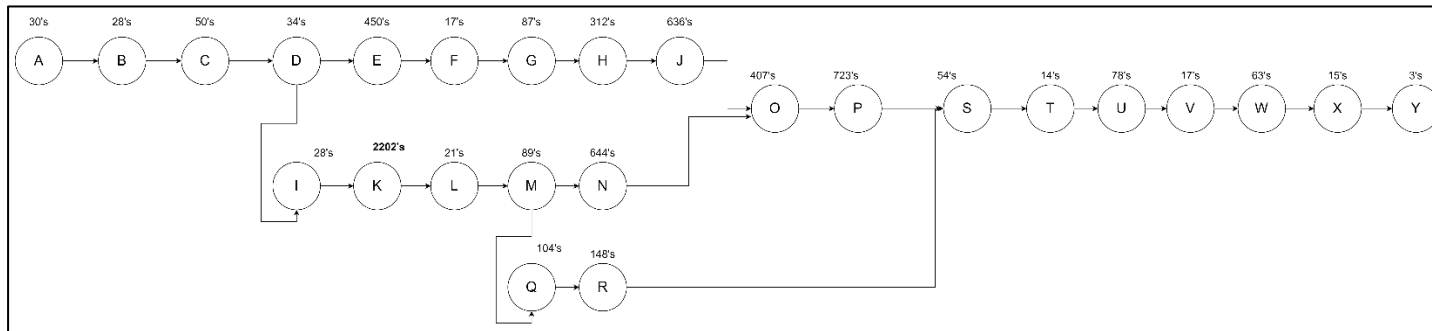 30's 28's 50's 34's 450's 17's 87's 312's 636's
A B C D E F G H J
407's 723's 54's 14's 78's 17's 63's 15's 3's
O P S T U V W X Y
28's 2202's 21's 89's 644's
I K L M N
104's 148's
Q R